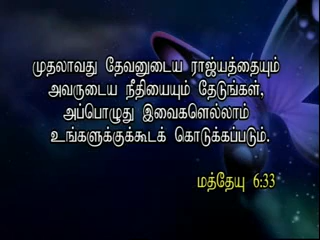 முதலாவது தேவனுடைய ராஜ்யத்தையும்
அவருடைய நீதியையும் தேடுங்கள்,
அப்பொழுது இவைகளெல்லாம்
உங்களுக்குக்கூடக் கொடுக்கப்படும்.
மத்தேயு 6:33